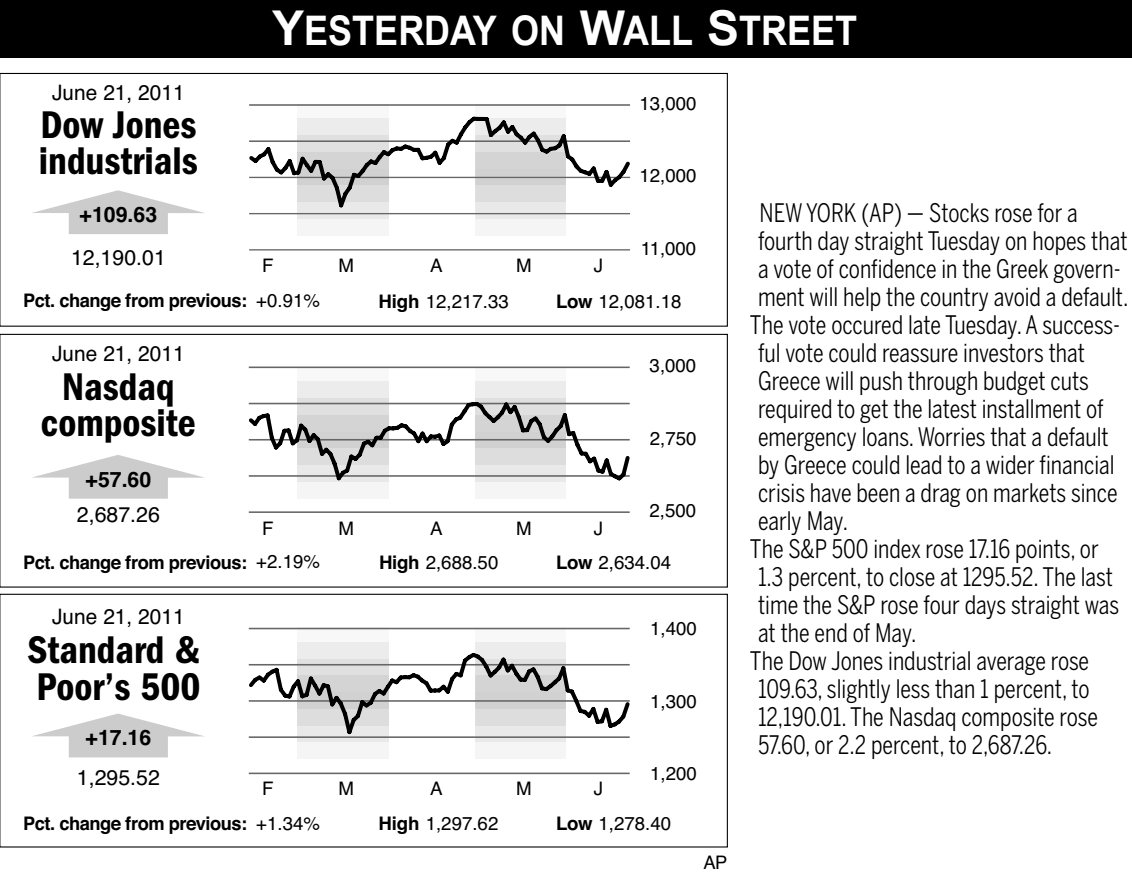 YESTERDAY ON WALL STREET
June 21, 2011
Dow Jones
industrials
+109.63
12,190.01
13,000
12,000
11,000
F M A M J
Pct. change from previous: +0.91% High 12,217.33 Low 12,081.18
June 21, 2011
Nasdaq
composite
+57.60
2,687.26
3,000
2,750
2,500
F M A M J
Pct. change from previous: +2.19% High 2,688.50 Low 2,634.04
June 21, 2011
Standard &
Poor's 500
+17.16
1,295.52
1,400
1,300
1,200
F M A M J
Pct. change from previous: +1.34% High 1,297.62 Low 1,278.40
AP
NEW YORK (AP) — Stocks rose for a
fourth day straight Tuesday on hopes that
a vote of confidence in the Greek govern-
ment will help the country avoid a default.
The vote occured late Tuesday. A success-
ful vote could reassure investors that
Greece will push through budget cuts
required to get the latest installment of
emergency loans. Worries that a default
by Greece could lead to a wider financial
crisis have been a drag on markets since
early May.
The S&P 500 index rose 17.16 points, or
1.3 percent, to close at 1295.52. The last
time the S&P rose four days straight was
at the end of May.
The Dow Jones industrial average rose
109.63, slightly less than 1 percent, to
12,190.01. The Nasdaq composite rose
57.60, or 2.2 percent, to 2,687.26.